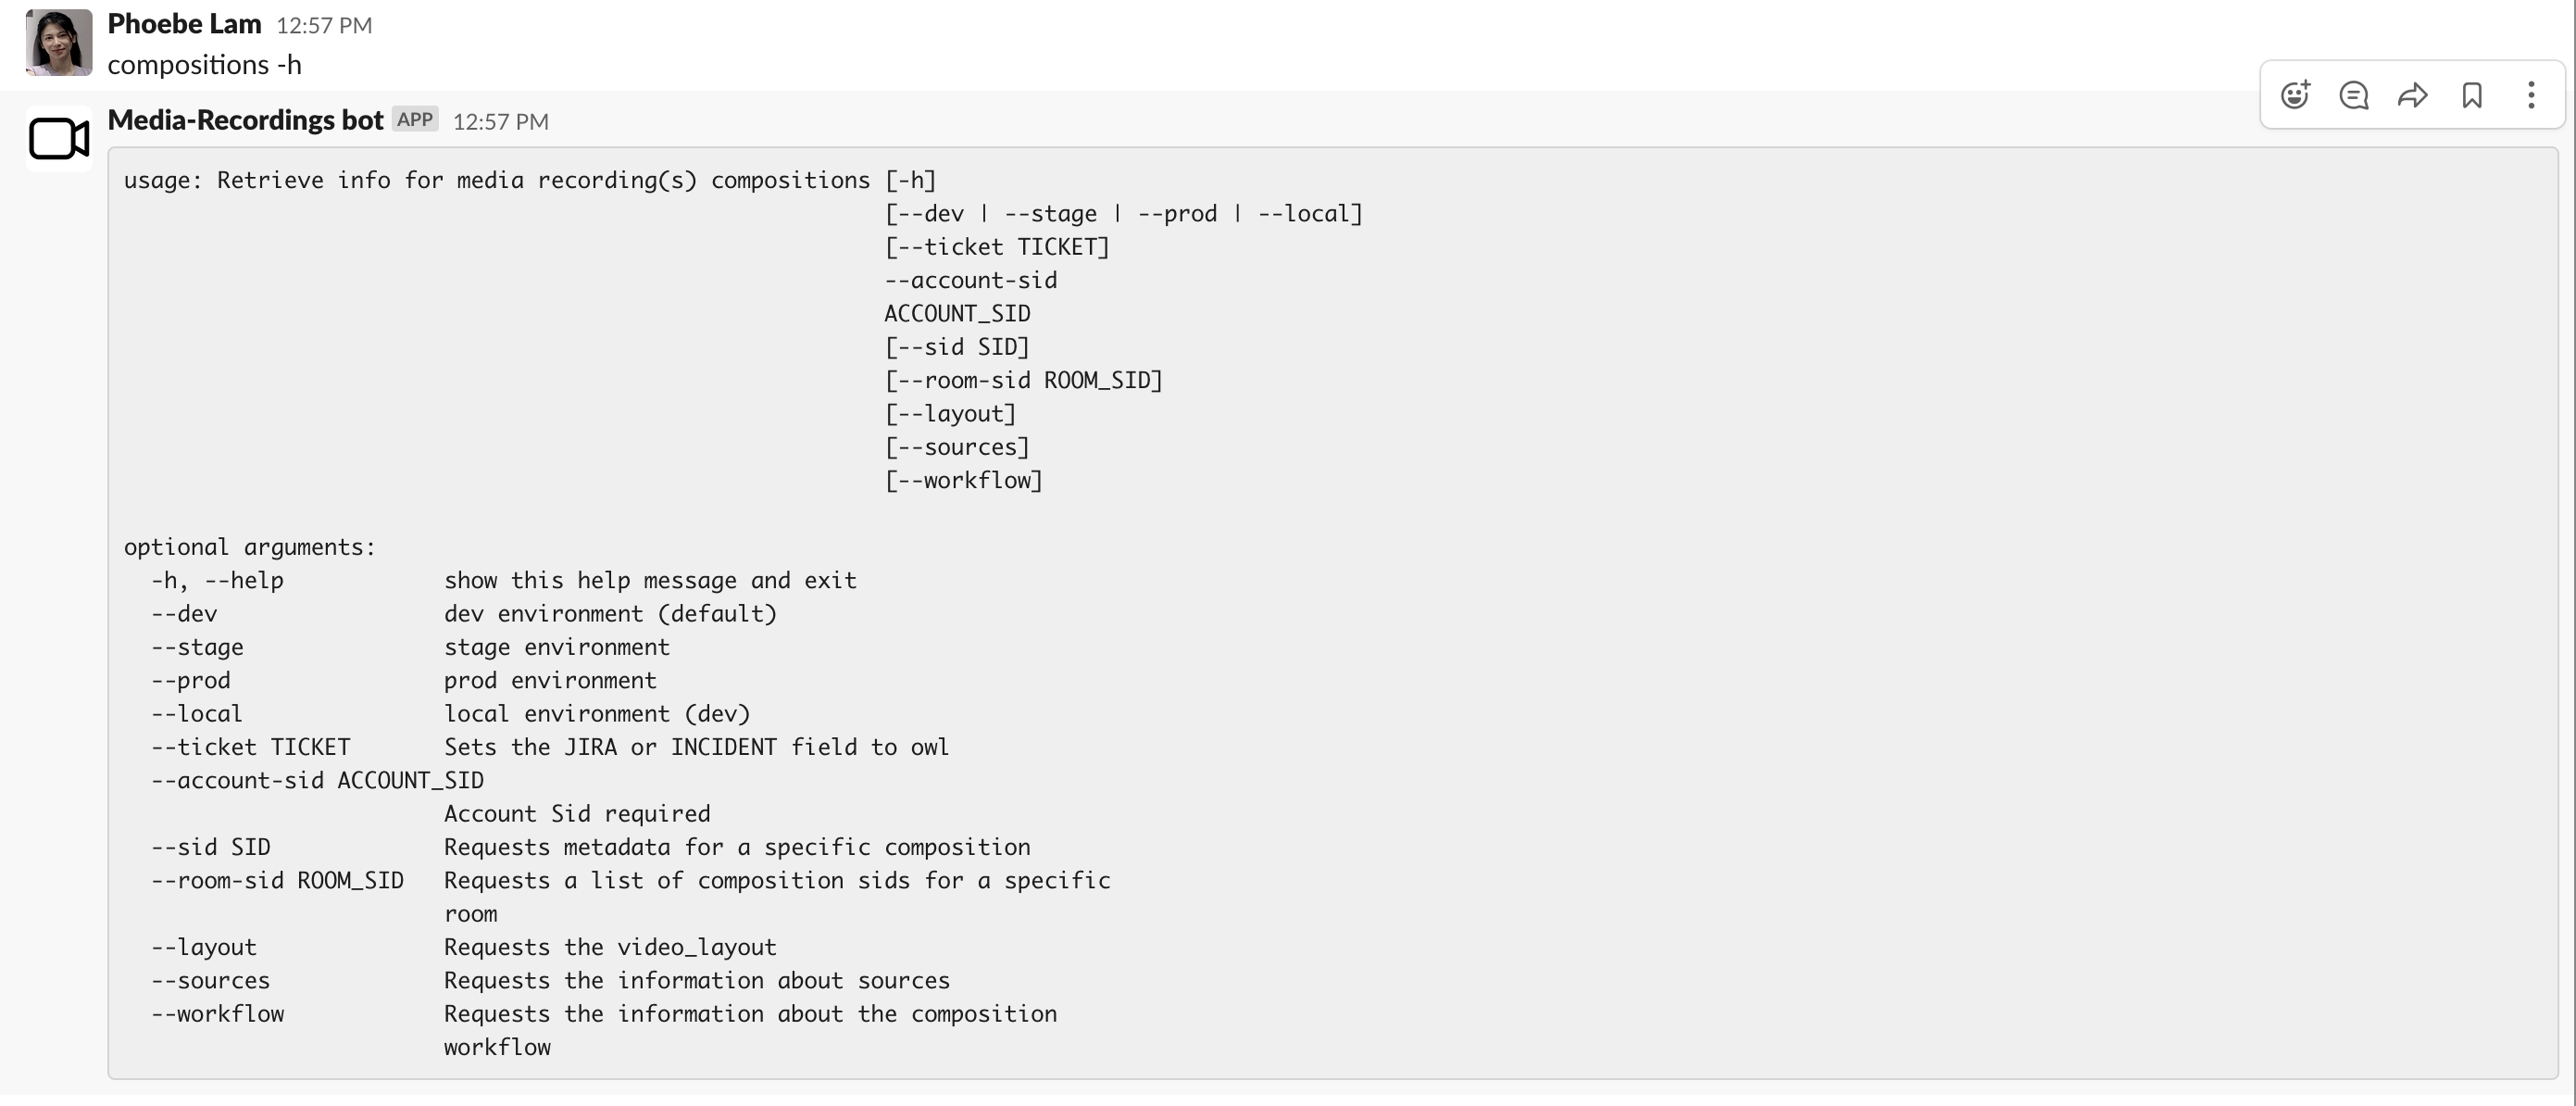 Phoebe Lam 12:57 PM
compositions -h
Media-Recordings bot APP 12:57 PM
usage: Retrieve info for media recording(s) compositions [-h]
[--dev | --stage | --prod | --local]
[--ticket TICKET]
--account-sid
ACCOUNT_SID
[--sid SID]
[--room-sid ROOM_SID]
[--layout]
[--sources]
[--workflow]
optional arguments:
-h, --help show this help message and exit
--dev dev environment (default)
--stage stage environment
--prod prod environment
--local local environment (dev)
--ticket TICKET Sets the JIRA or INCIDENT field to owl
--account-sid ACCOUNT_SID
Account Sid required
--sid SID Requests metadata for a specific composition
--room-sid ROOM_SID Requests a list of composition sids for a specific
room
--layout Requests the video_layout
--sources Requests the information about sources
--workflow Requests the information about the composition
workflow